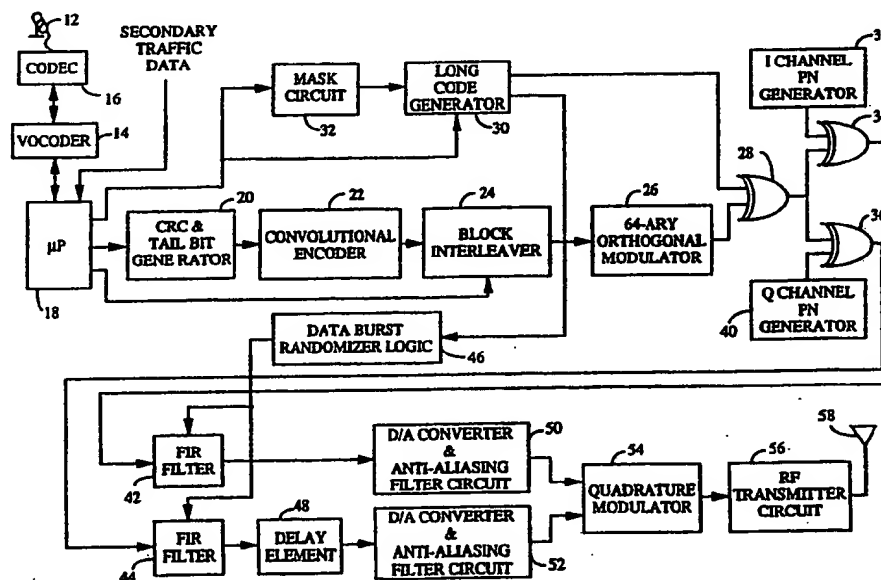 12
CODEC
16
SECONDARY
TRAFFIC
DATA
VOCODER
14
μP
18
MASK
CIRCUIT
32
LONG
CODE
GENERATOR
30
I CHANNEL
PN
GENERATOR
28
20
CRC &
TAIL BIT
GENERATOR
22
CONVOLUTIONAL
ENCODER
24
BLOCK
INTERLEAVER
26
64-ARY
ORTHOGONAL
MODULATOR
Q CHANNEL
PN
GENERATOR
40
DATA BURST
RANDOMIZER LOGIC
46
FIR
FILTER
42
D/A CONVERTER
&
ANTI-ALIASING
FILTER CIRCUIT
50
54
QUADRATURE
MODULATOR
56
RF
TRANSMITTER
CIRCUIT
58
FIR
FILTER
44
48
DELAY
ELEMENT
D/A CONVERTER
&
ANTI-ALIASING
FILTER CIRCUIT
52